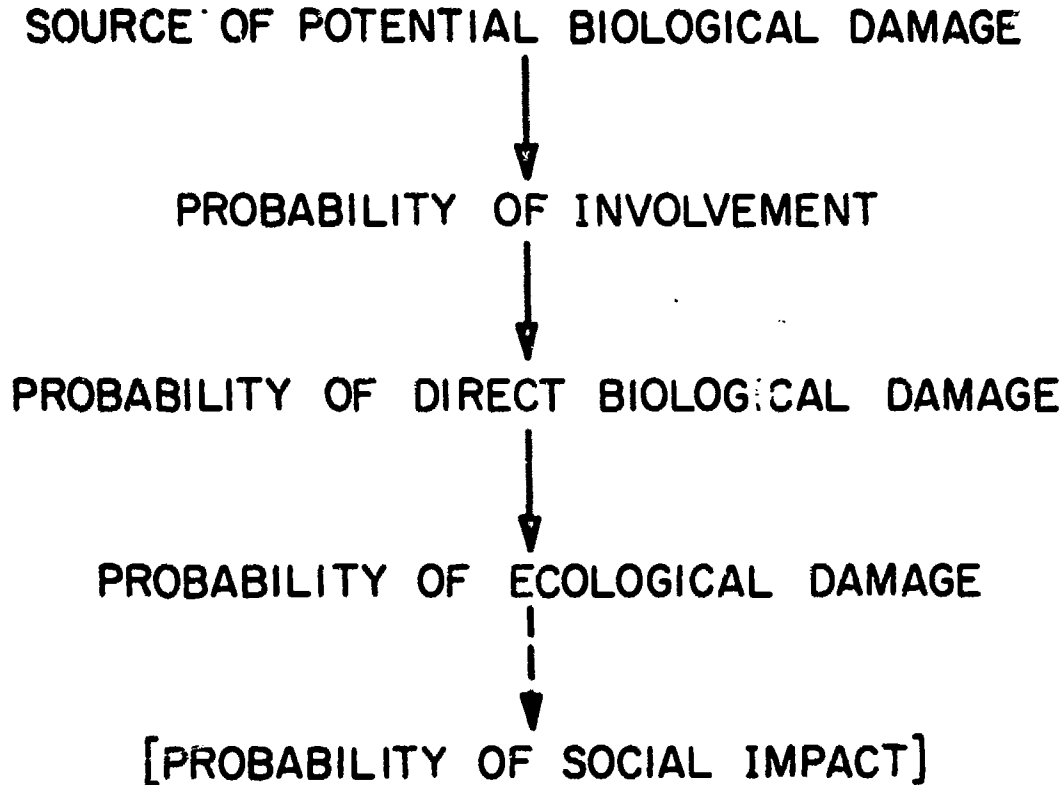 SOURCE OF POTENTIAL BIOLOGICAL DAMAGE
PROBABILITY OF INVOLVEMENT
PROBABILITY OF DIRECT BIOLOGICAL DAMAGE
PROBABILITY OF ECOLOGICAL DAMAGE
[PROBABILITY OF SOCIAL IMPACT]